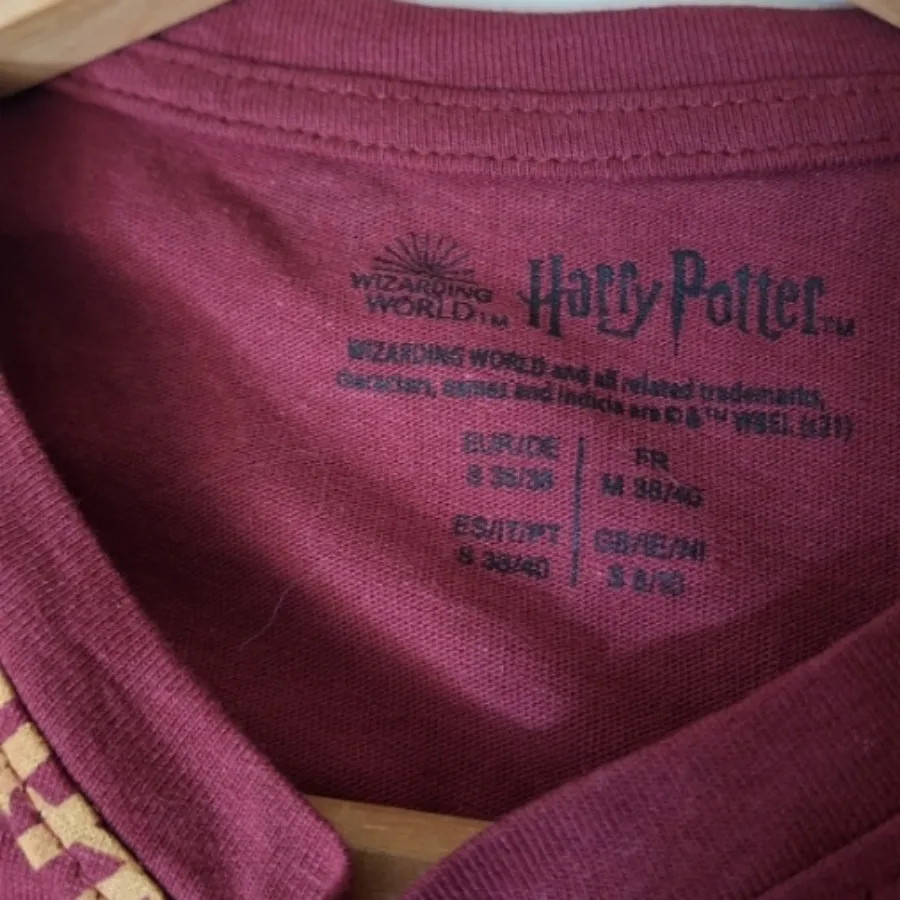 WIZARDING
WORLD™
Harry Potter™
WIZARDING WORLD and all related trademarks,
characters, names and indicia are © & ™ WBEI. (s21)
EUR/DE
S 36/38
FR
M 38/40
ES/IT/PT
S 38/40
GB/IE/NI
S 8/10